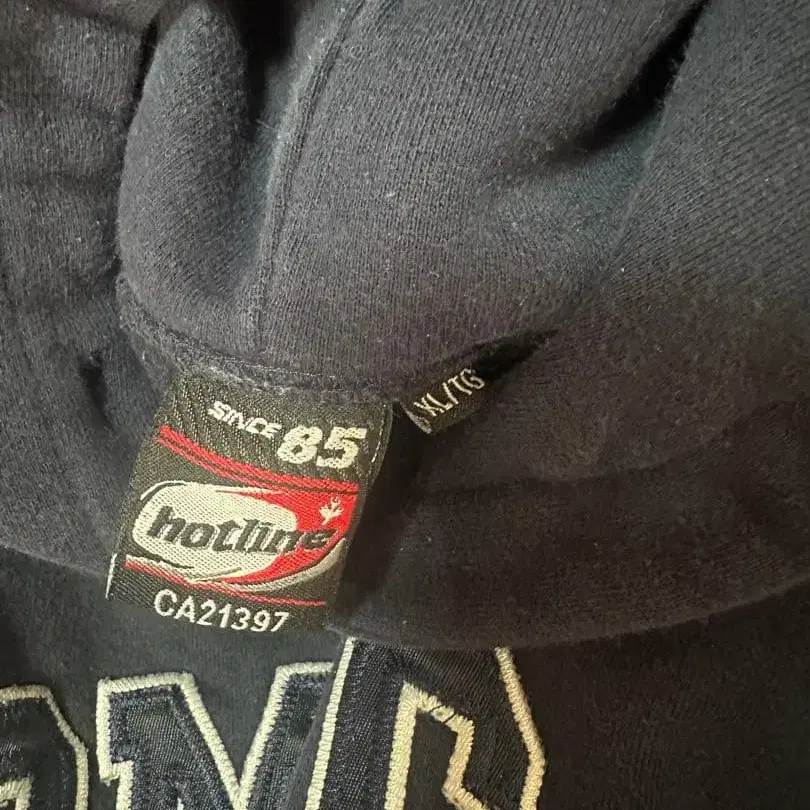 SINCE 85
XL/TG
hotline
CA21397